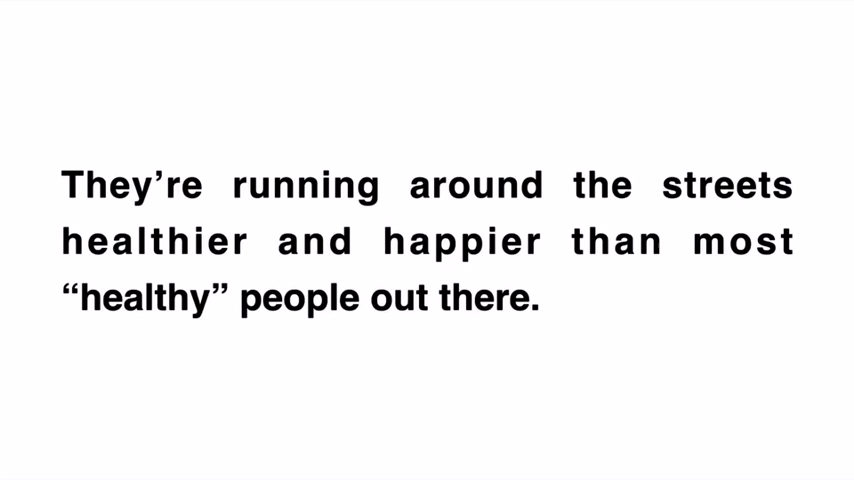 They’re running around the streets
healthier and happier than most
“healthy” people out there.